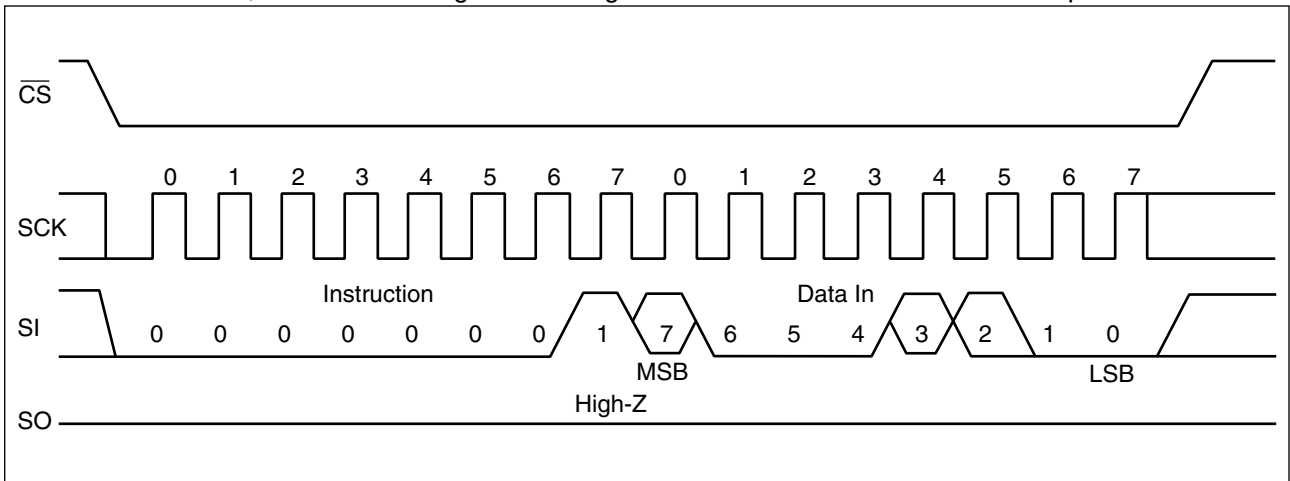 CS
0 1 2 3 4 5 6 7 0 1 2 3 4 5 6 7
SCK
Instruction Data In
SI 0 0 0 0 0 0 0 1 7 6 5 4 3 2 1 0
MSB LSB
High-Z
SO